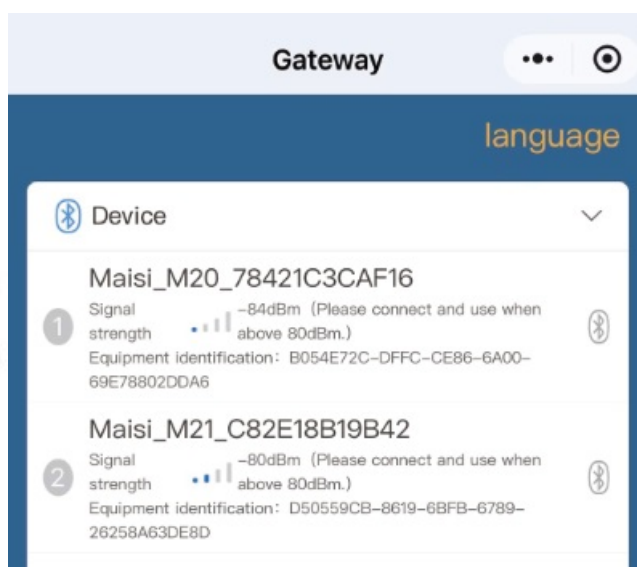 Gateway
language
Device
Maisi_M20_78421C3CAF16
1
Signal strength -84dBm (Please connect and use when above 80dBm.)
Equipment identification: B054E72C-DFFC-CE86-6A00-
69E78802DDA6
Maisi_M21_C82E18B19B42
2
Signal strength -80dBm (Please connect and use when above 80dBm.)
Equipment identification: D50559CB-8619-6BFB-6789-
26258A63DE8D